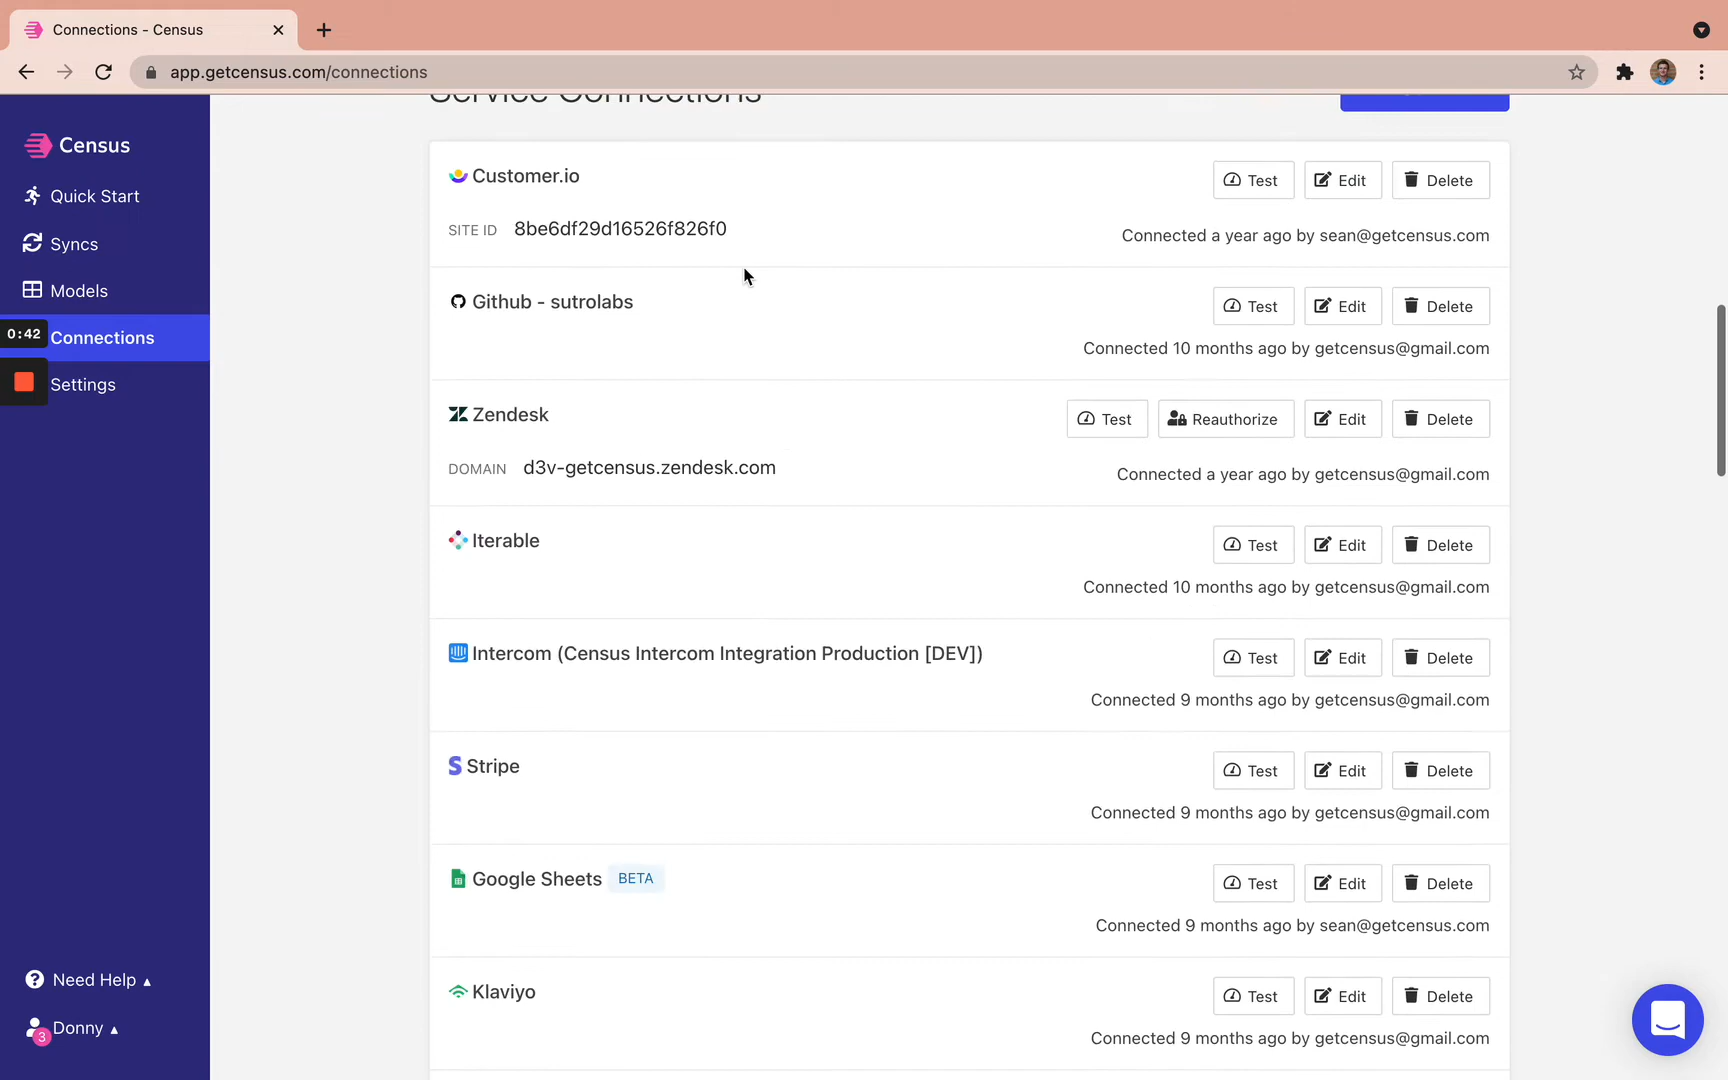 Connections - Census
app.getcensus.com/connections
Census
Quick Start
Syncs
Models
0:42
Connections
Settings
Need Help
3
Donny
Service Connections
Customer.io
Test
Edit
Delete
SITE ID 8be6df29d16526f826f0
Connected a year ago by sean@getcensus.com
Github - sutrolabs
Test
Edit
Delete
Connected 10 months ago by getcensus@gmail.com
Zendesk
Test
Reauthorize
Edit
Delete
DOMAIN d3v-getcensus.zendesk.com
Connected a year ago by getcensus@gmail.com
Iterable
Test
Edit
Delete
Connected 10 months ago by getcensus@gmail.com
Intercom (Census Intercom Integration Production [DEV])
Test
Edit
Delete
Connected 9 months ago by getcensus@gmail.com
Stripe
Test
Edit
Delete
Connected 9 months ago by getcensus@gmail.com
Google Sheets BETA
Test
Edit
Delete
Connected 9 months ago by sean@getcensus.com
Klaviyo
Test
Edit
Delete
Connected 9 months ago by getcensus@gmail.com